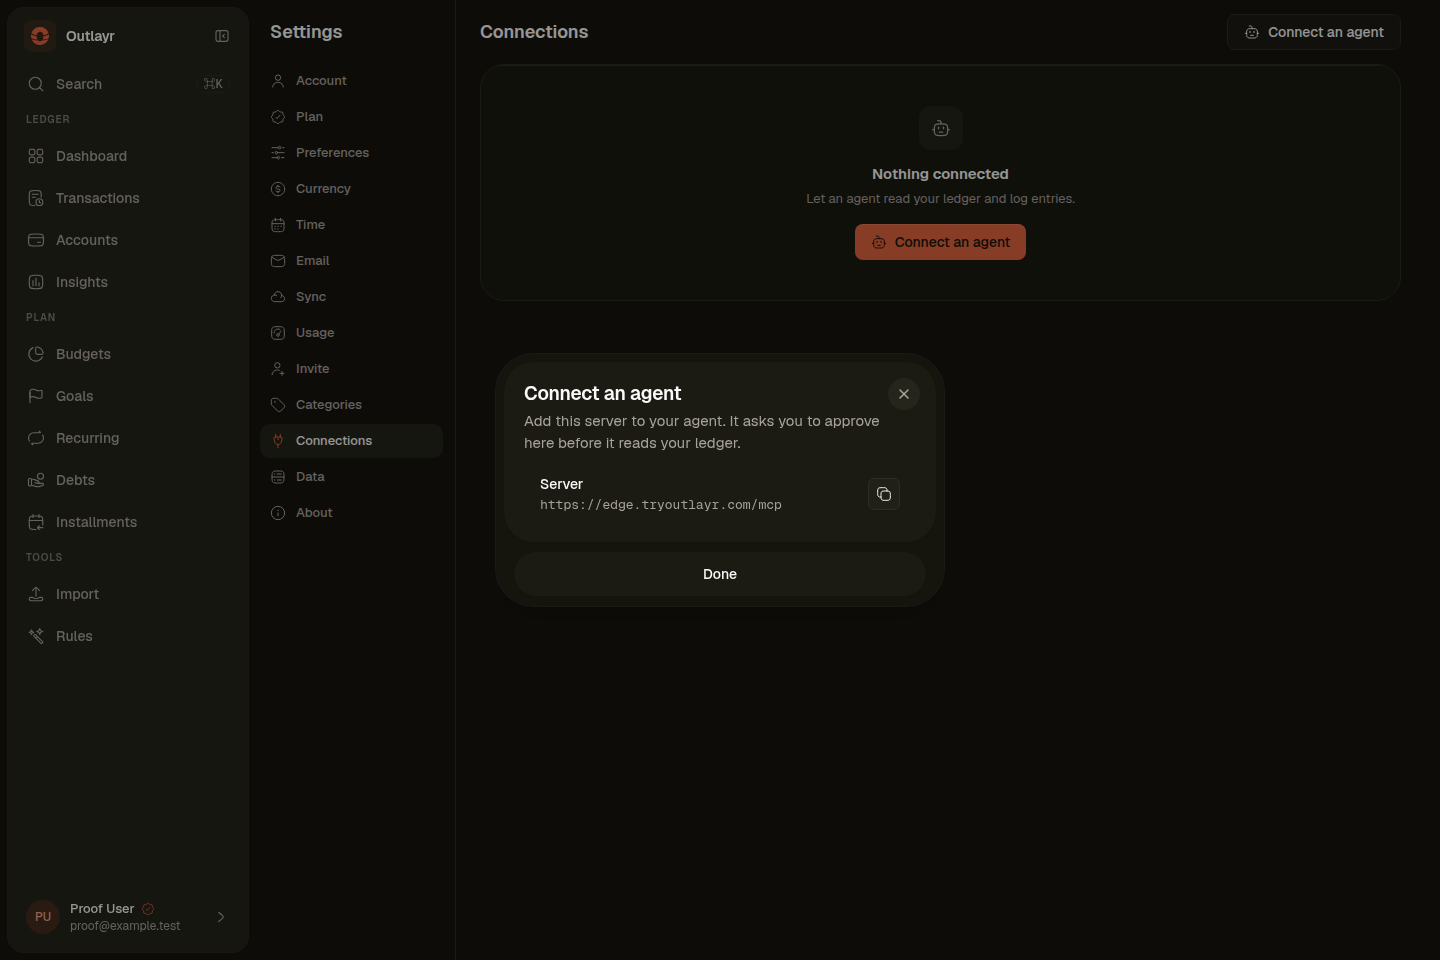 Outlayr
Search
⌘K
LEDGER
Dashboard
Transactions
Accounts
Insights
PLAN
Budgets
Goals
Recurring
Debts
Installments
TOOLS
Import
Rules
PU
Proof User
proof@example.test
Settings
Account
Plan
Preferences
Currency
Time
Email
Sync
Usage
Invite
Categories
Connections
Data
About
Connections
Connect an agent
Nothing connected
Let an agent read your ledger and log entries.
Connect an agent
Connect an agent
Add this server to your agent. It asks you to approve
here before it reads your ledger.
Server
https://edge.tryoutlayr.com/mcp
Done